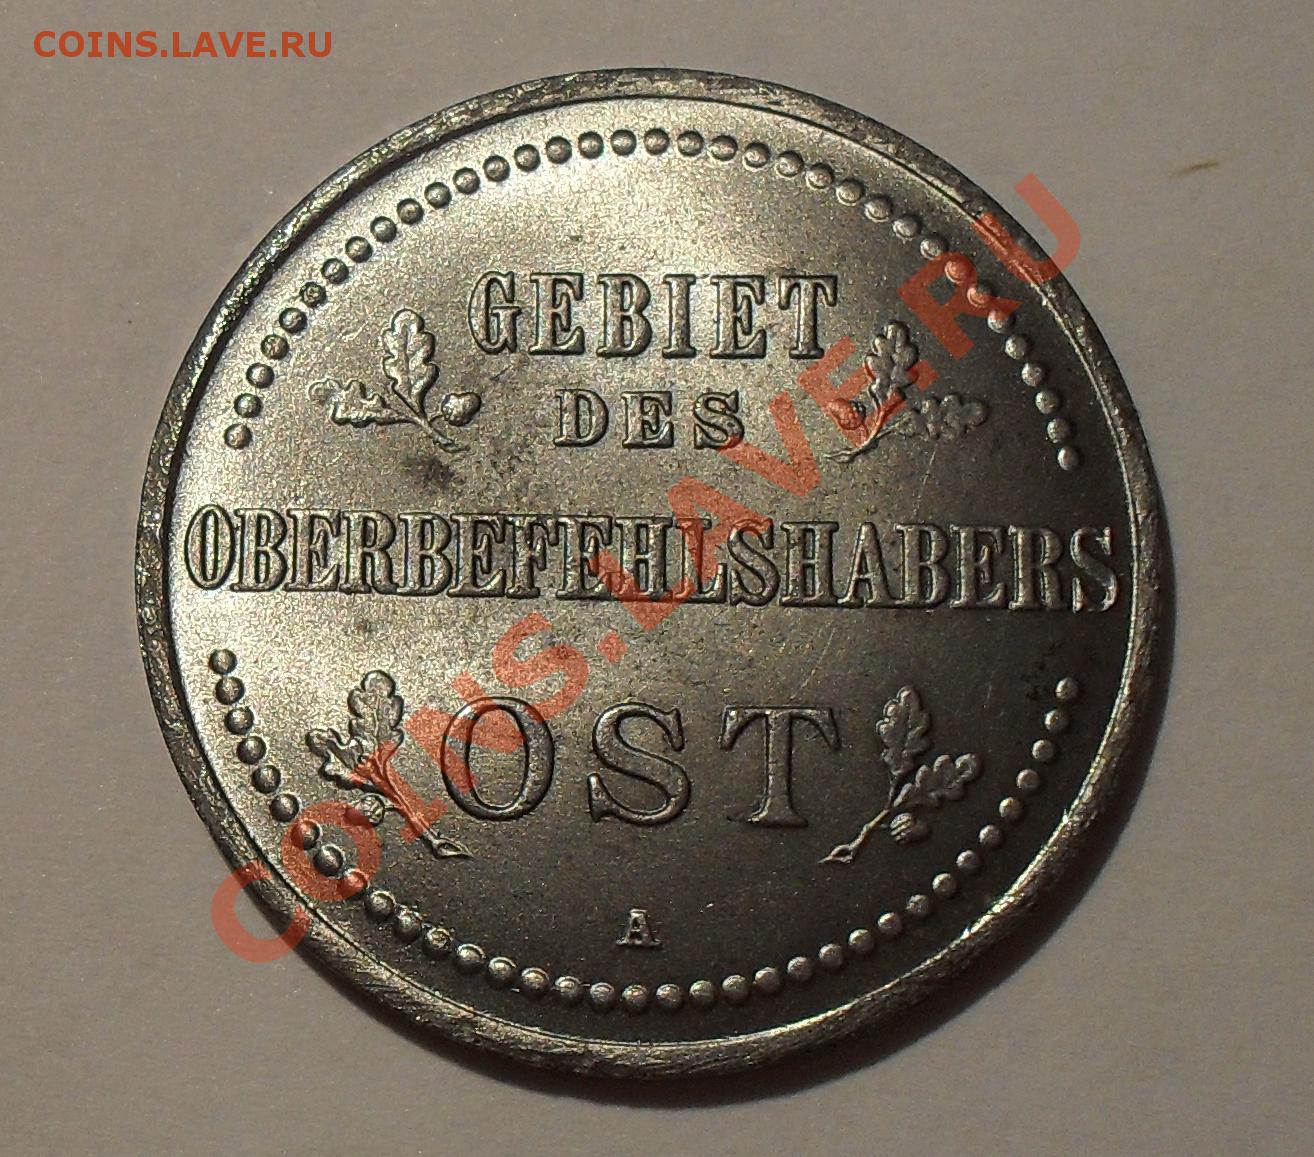 COINS.LAVE.RU
GEBIET
DES
OBERBEFEHLSHABERS
OST
A
COINS.LAVE.RU